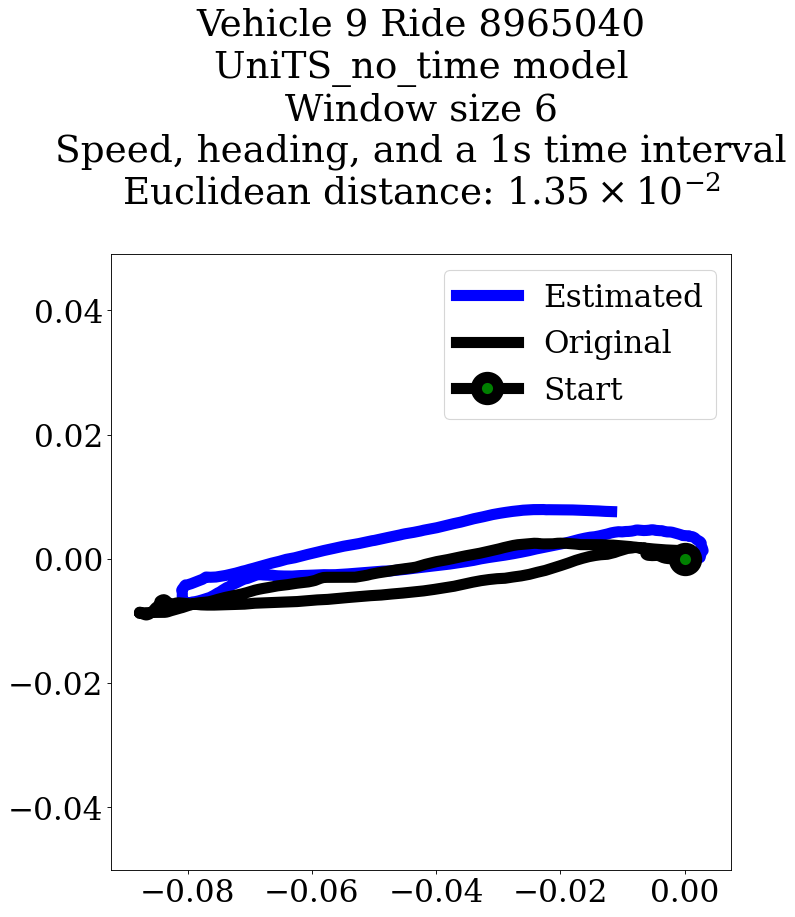 Vehicle 9 Ride 8965040
UniTS_no_time model
Window size 6
Speed, heading, and a 1s time interval
Euclidean distance: 1.35 × 10⁻²
Estimated
Original
Start
0.04
0.02
0.00
−0.02
−0.04
−0.08 −0.06 −0.04 −0.02 0.00